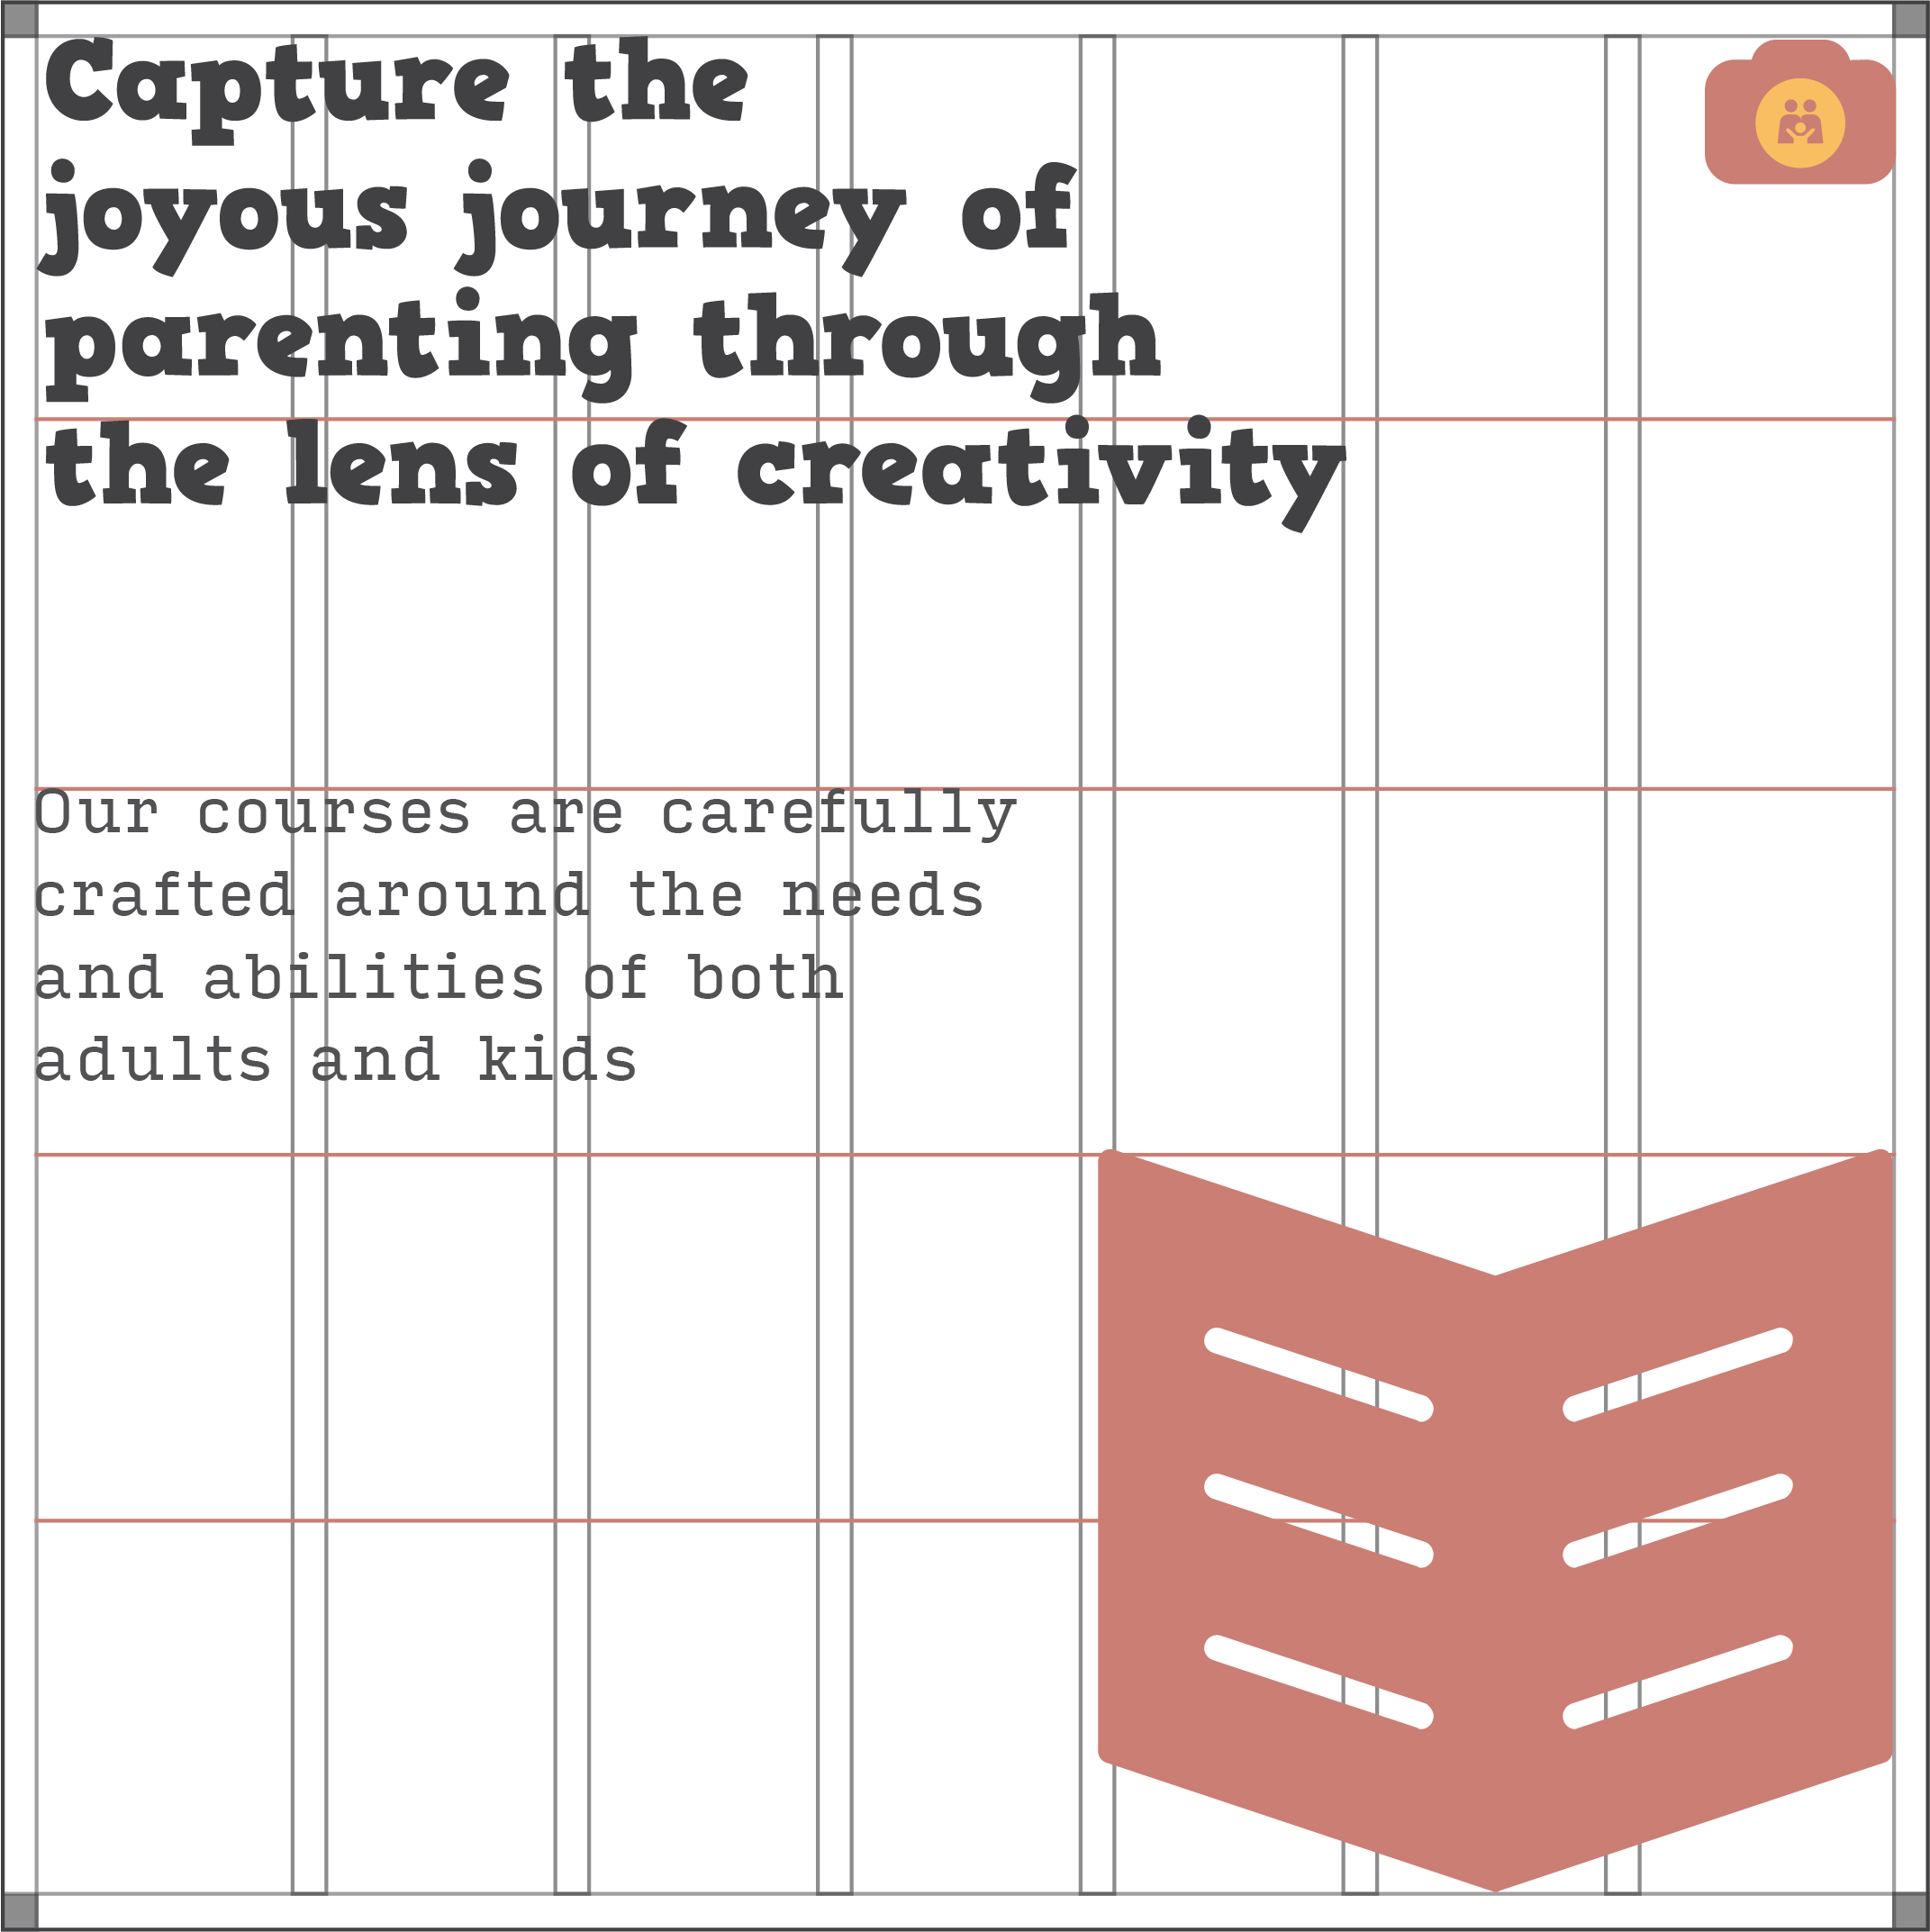 Capture the
joyous journey of
parenting through
the lens of creativity
Our courses are carefully
crafted around the needs
and abilities of both
adults and kids